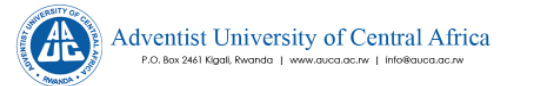 ADVENTIST UNIVERSITY OF CENTRAL AFRICA
AUCA
RWANDA
Adventist University of Central Africa
P.O. Box 2461 Kigali, Rwanda | www.auca.ac.rw | info@auca.ac.rw